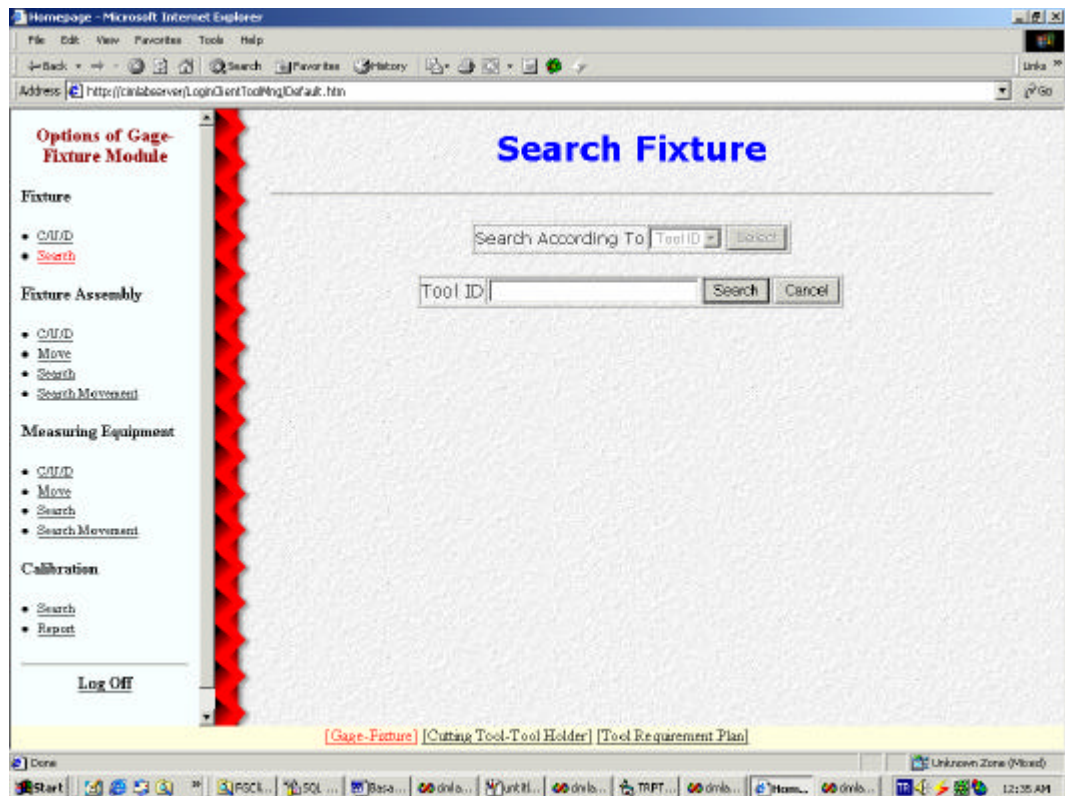 Homepage - Microsoft Internet Explorer
File Edit View Favorites Tools Help
Back Search Favorites History Links
Address http://cimlabserver/LoginClientToolMng/Default.htm Go
Options of Gage-
Fixture Module
Fixture
C/U/D
Search
Fixture Assembly
C/U/D
Move
Search
Search Movement
Measuring Equipment
C/U/D
Move
Search
Search Movement
Calibration
Search
Report
Log Off
Search Fixture
Search According To Tool ID Select
Tool ID Search Cancel
[Gage-Fixture] [Cutting Tool-Tool Holder] [Tool Requirement Plan]
Done Unknown Zone (Mixed)
Start SQL ... Basa... Hom... 12:35 AM